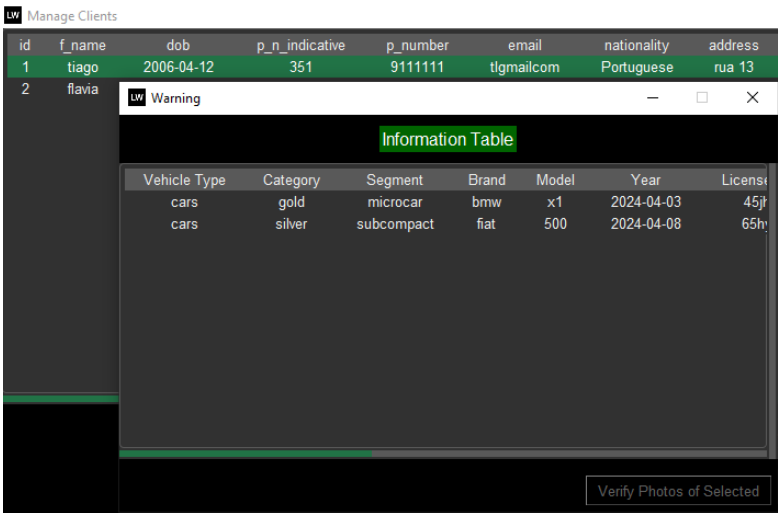 LW Manage Clients
id f_name dob p_n_indicative p_number email nationality address
1 tiago 2006-04-12 351 9111111 tlgmailcom Portuguese rua 13
2 flavia
LW Warning
Information Table
Vehicle Type Category Segment Brand Model Year License
cars gold microcar bmw x1 2024-04-03
cars silver subcompact fiat 500 2024-04-08
Verify Photos of Selected